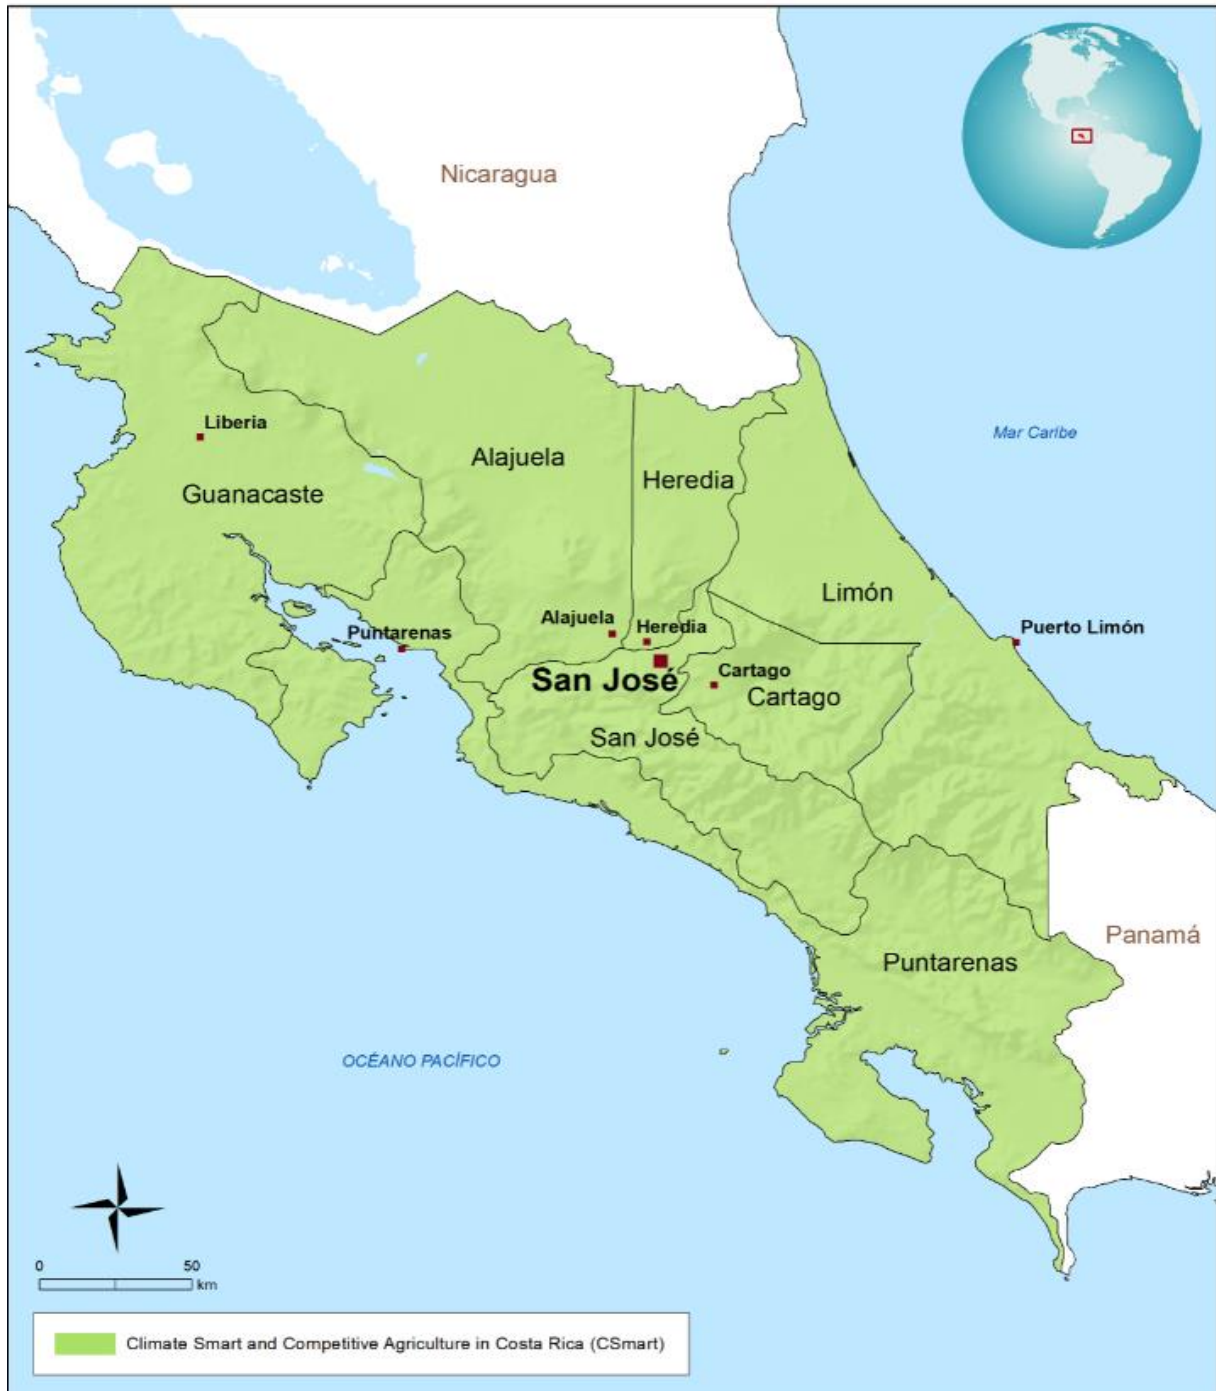 Nicaragua
Mar Caribe
Liberia
Alajuela
Heredia
Guanacaste
Limón
Alajuela
Heredia
Puntarenas
Puerto Limón
San José
Cartago
Cartago
San José
Panamá
Puntarenas
OCÉANO PACÍFICO
0 50
km
Climate Smart and Competitive Agriculture in Costa Rica (CSmart)